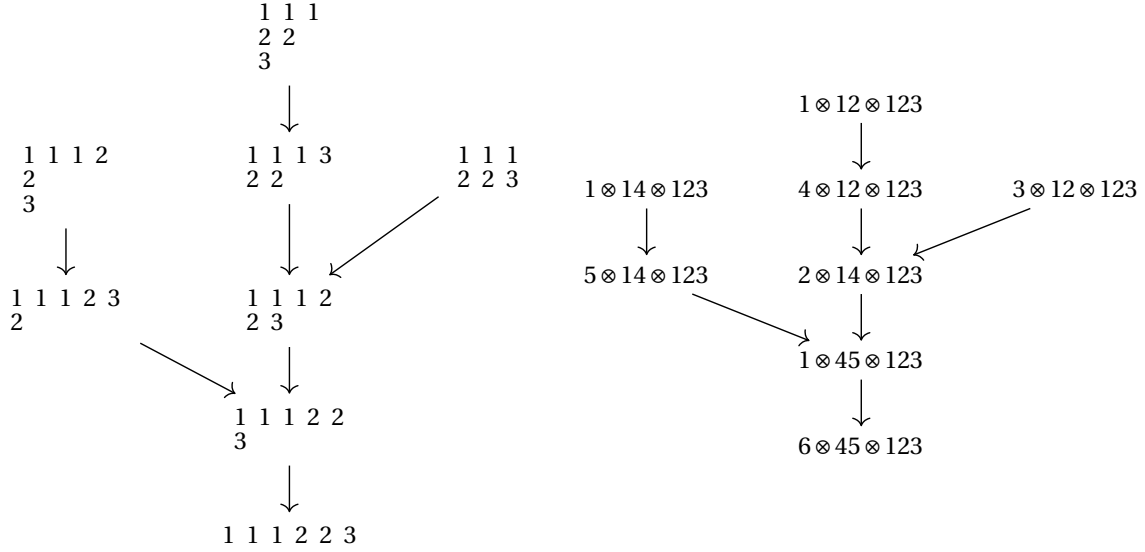 1 1 1
2 2
3
1 1 1 2
2
3
1 1 1 3
2 2
1 1 1
2 2 3
1 1 1 2 3
2
1 1 1 2
2 3
1 1 1 2 2
3
1 1 1 2 2 3
1 ⊗ 12 ⊗ 123
1 ⊗ 14 ⊗ 123
4 ⊗ 12 ⊗ 123
3 ⊗ 12 ⊗ 123
5 ⊗ 14 ⊗ 123
2 ⊗ 14 ⊗ 123
1 ⊗ 45 ⊗ 123
6 ⊗ 45 ⊗ 123